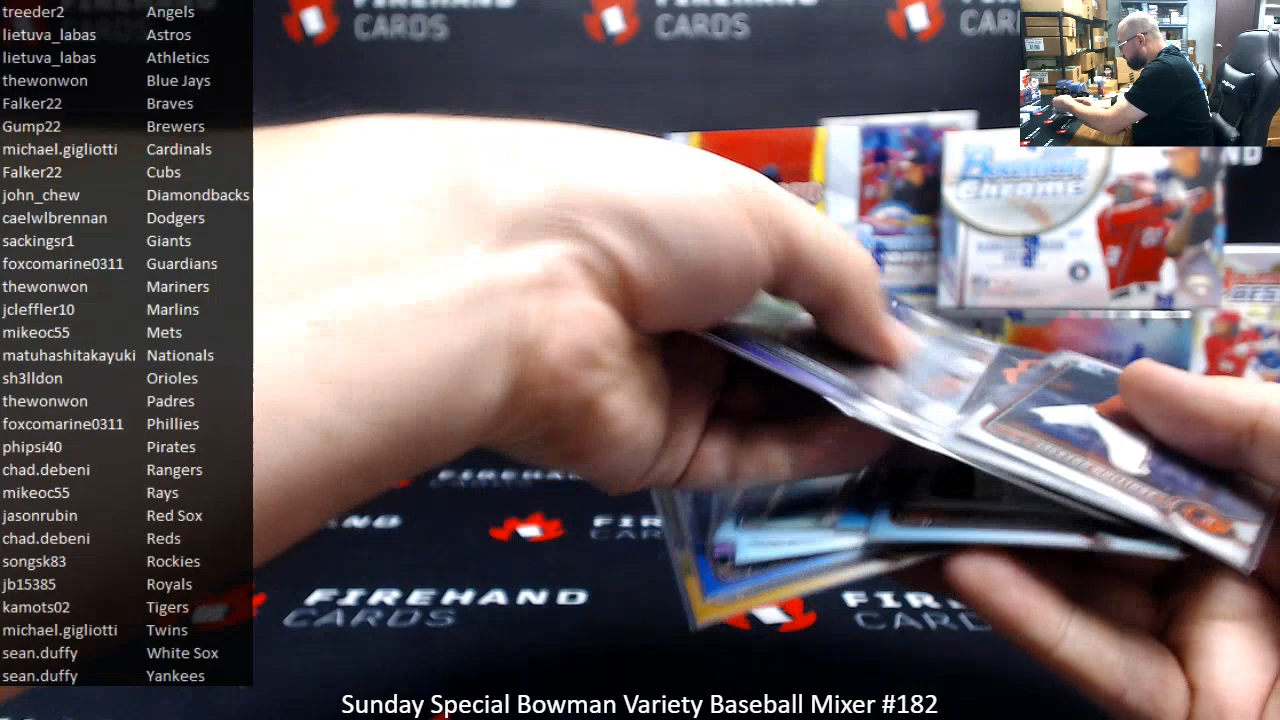 treeder2 Angels
lietuva_labas Astros
lietuva_labas Athletics
thewonwon Blue Jays
Falker22 Braves
Gump22 Brewers
michael.gigliotti Cardinals
Falker22 Cubs
john_chew Diamondbacks
caelwlbrennan Dodgers
sackingsr1 Giants
foxcomarine0311 Guardians
thewonwon Mariners
jcleffler10 Marlins
mikeoc55 Mets
matuhashitakayuki Nationals
sh3lldon Orioles
thewonwon Padres
foxcomarine0311 Phillies
phipsi40 Pirates
chad.debeni Rangers
mikeoc55 Rays
jasonrubin Red Sox
chad.debeni Reds
songsk83 Rockies
jb15385 Royals
kamots02 Tigers
michael.gigliotti Twins
sean.duffy White Sox
sean.duffy Yankees
CARDS
CARDS
CARDS
Bowman
Chrome
FIREHAND
CARDS
Sunday Special Bowman Variety Baseball Mixer #182